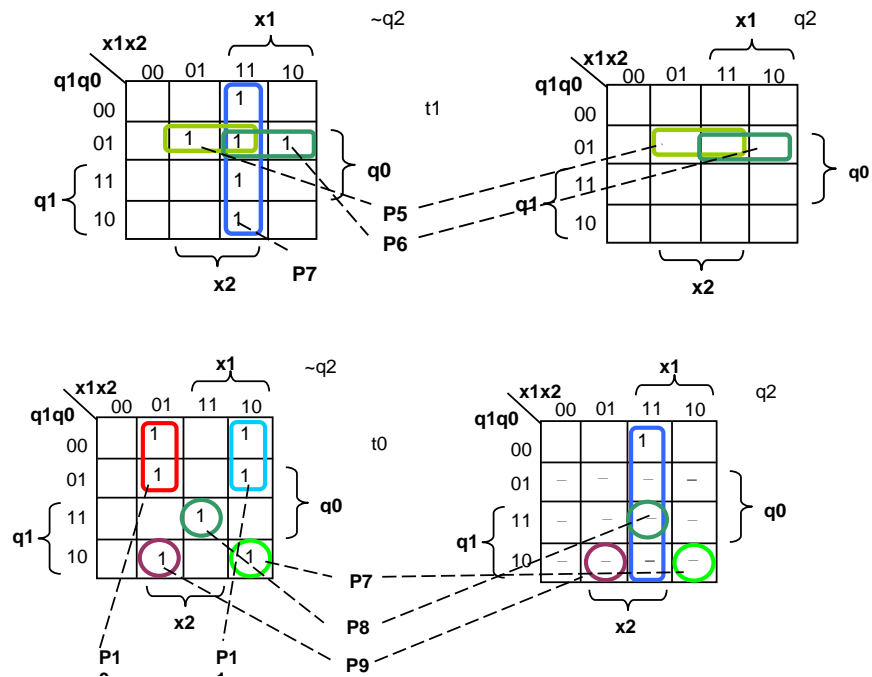 x1
~q2
x1x2
00 01 11 10
q1q0
t1
00 1
01 1 1 1
q0
11 1
q1
10 1
P5
P6
P7
x2
x1
q2
x1x2
00 01 11 10
q1q0
00
01
q0
11
q1
10
x2
x1
~q2
x1x2
00 01 11 10
q1q0
t0
00 1 1
01 1 1
q0
11 1
q1
10 1 1
x2
P7
P8
P9
P1
P1
x1
q2
x1x2
00 01 11 10
q1q0
00 1
01 – – – –
q0
11 – – – –
q1
10 – – – –
x2